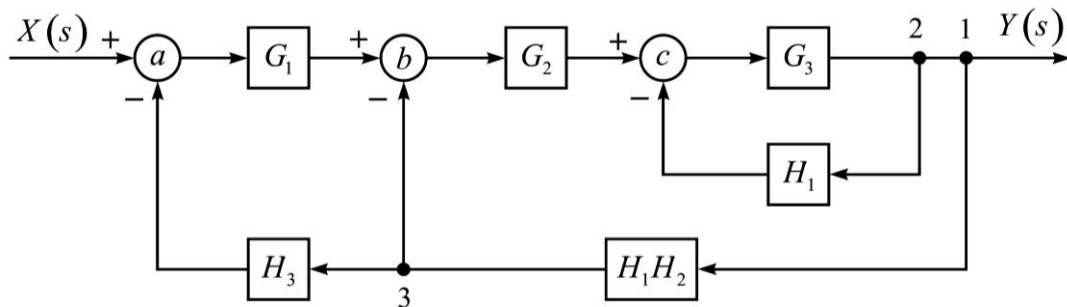 X(s) + a G₁ + b G₂ + c G₃ 2 1 Y(s)
− − −
H₁
H₃ 3 H₁H₂